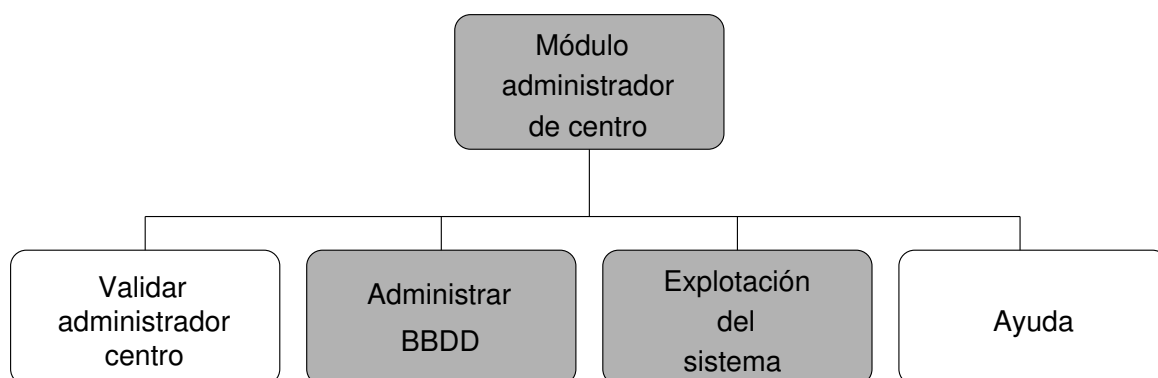 Módulo
administrador
de centro
Validar
administrador
centro
Administrar
BBDD
Explotación
del
sistema
Ayuda